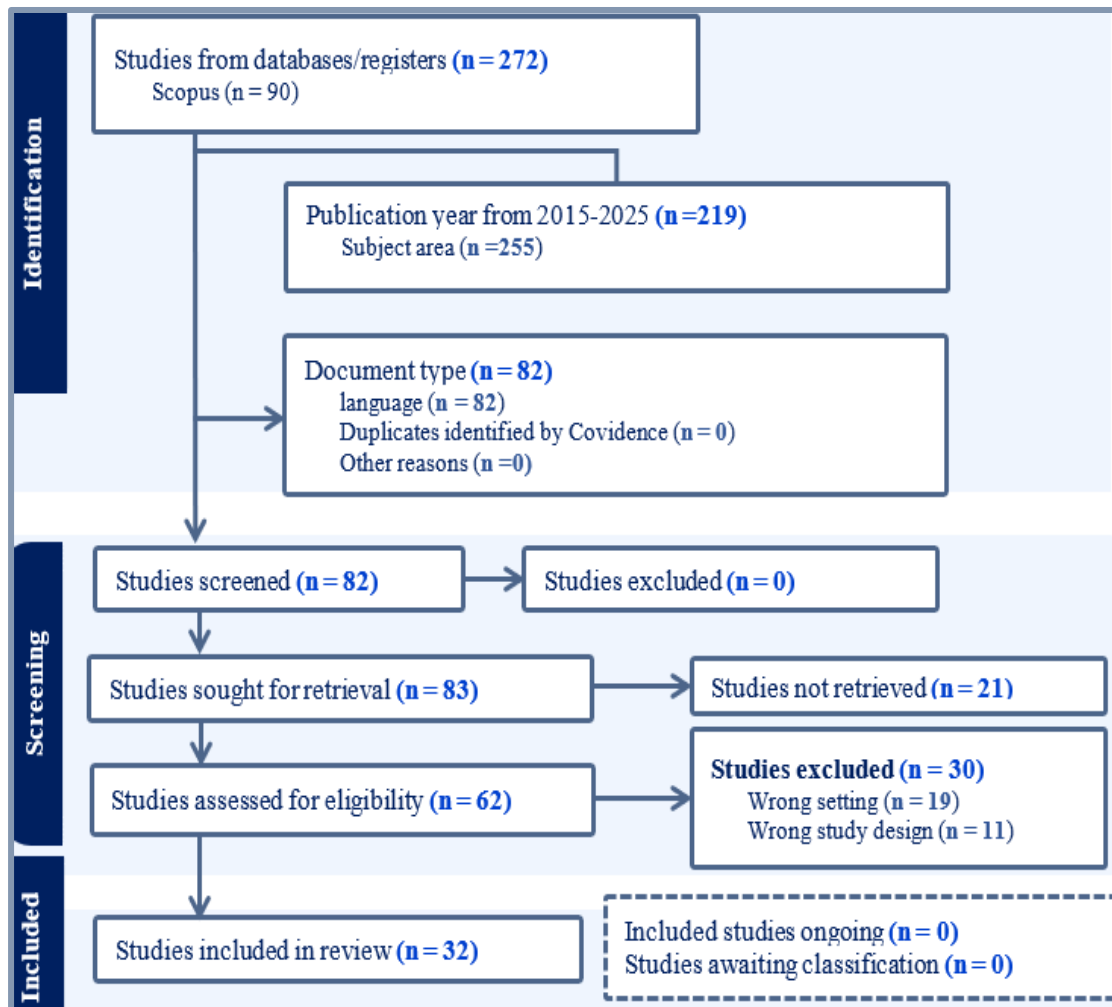 Identification
Studies from databases/registers (n = 272)
Scopus (n = 90)
Publication year from 2015-2025 (n =219)
Subject area (n =255)
Document type (n = 82)
language (n = 82)
Duplicates identified by Covidence (n = 0)
Other reasons (n =0)
Screening
Studies screened (n = 82)
Studies excluded (n = 0)
Studies sought for retrieval (n = 83)
Studies not retrieved (n = 21)
Studies assessed for eligibility (n = 62)
Studies excluded (n = 30)
Wrong setting (n = 19)
Wrong study design (n = 11)
Included
Studies included in review (n = 32)
Included studies ongoing (n = 0)
Studies awaiting classification (n = 0)